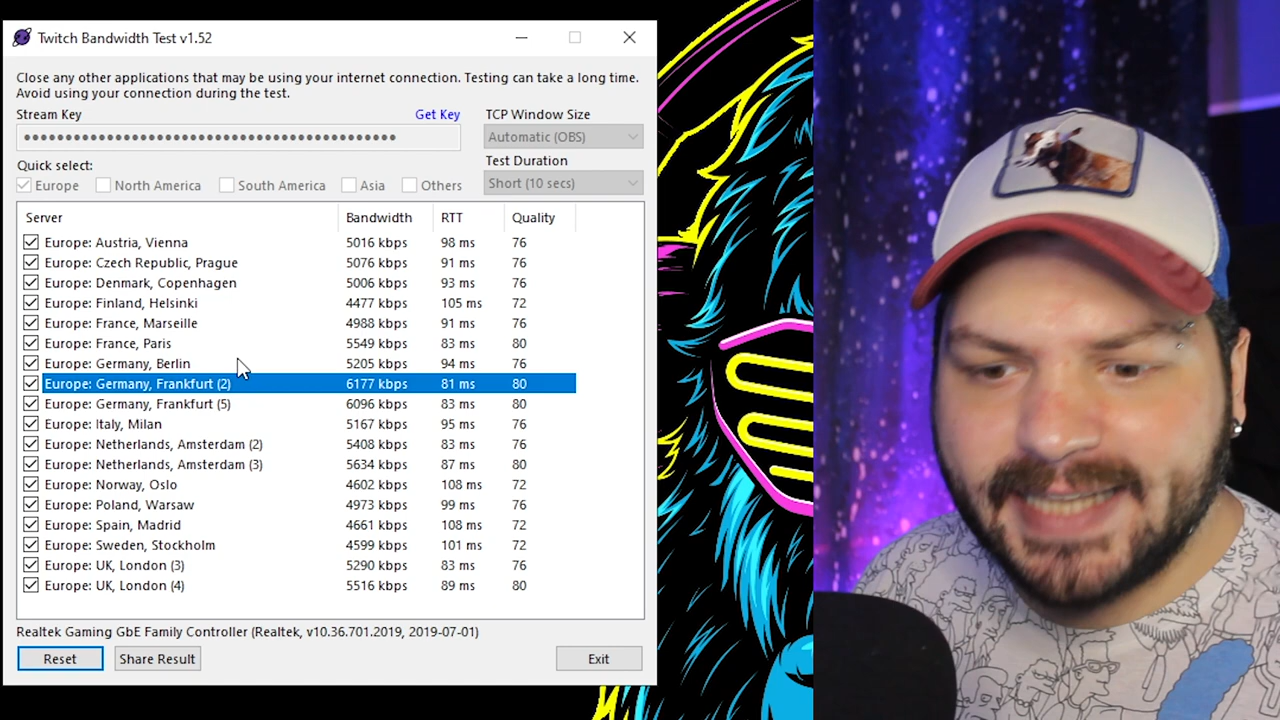 Twitch Bandwidth Test v1.52
Close any other applications that may be using your internet connection. Testing can take a long time.
Avoid using your connection during the test.
Stream Key Get Key TCP Window Size
Automatic (OBS)
Quick select: Test Duration
Europe North America South America Asia Others Short (10 secs)
Server Bandwidth RTT Quality
Europe: Austria, Vienna 5016 kbps 98 ms 76
Europe: Czech Republic, Prague 5076 kbps 91 ms 76
Europe: Denmark, Copenhagen 5006 kbps 93 ms 76
Europe: Finland, Helsinki 4477 kbps 105 ms 72
Europe: France, Marseille 4988 kbps 91 ms 76
Europe: France, Paris 5549 kbps 83 ms 80
Europe: Germany, Berlin 5205 kbps 94 ms 76
Europe: Germany, Frankfurt (2) 6177 kbps 81 ms 80
Europe: Germany, Frankfurt (5) 6096 kbps 83 ms 80
Europe: Italy, Milan 5167 kbps 95 ms 76
Europe: Netherlands, Amsterdam (2) 5408 kbps 83 ms 76
Europe: Netherlands, Amsterdam (3) 5634 kbps 87 ms 80
Europe: Norway, Oslo 4602 kbps 108 ms 72
Europe: Poland, Warsaw 4973 kbps 99 ms 76
Europe: Spain, Madrid 4661 kbps 108 ms 72
Europe: Sweden, Stockholm 4599 kbps 101 ms 72
Europe: UK, London (3) 5290 kbps 83 ms 76
Europe: UK, London (4) 5516 kbps 89 ms 80
Realtek Gaming GbE Family Controller (Realtek, v10.36.701.2019, 2019-07-01)
Reset Share Result Exit